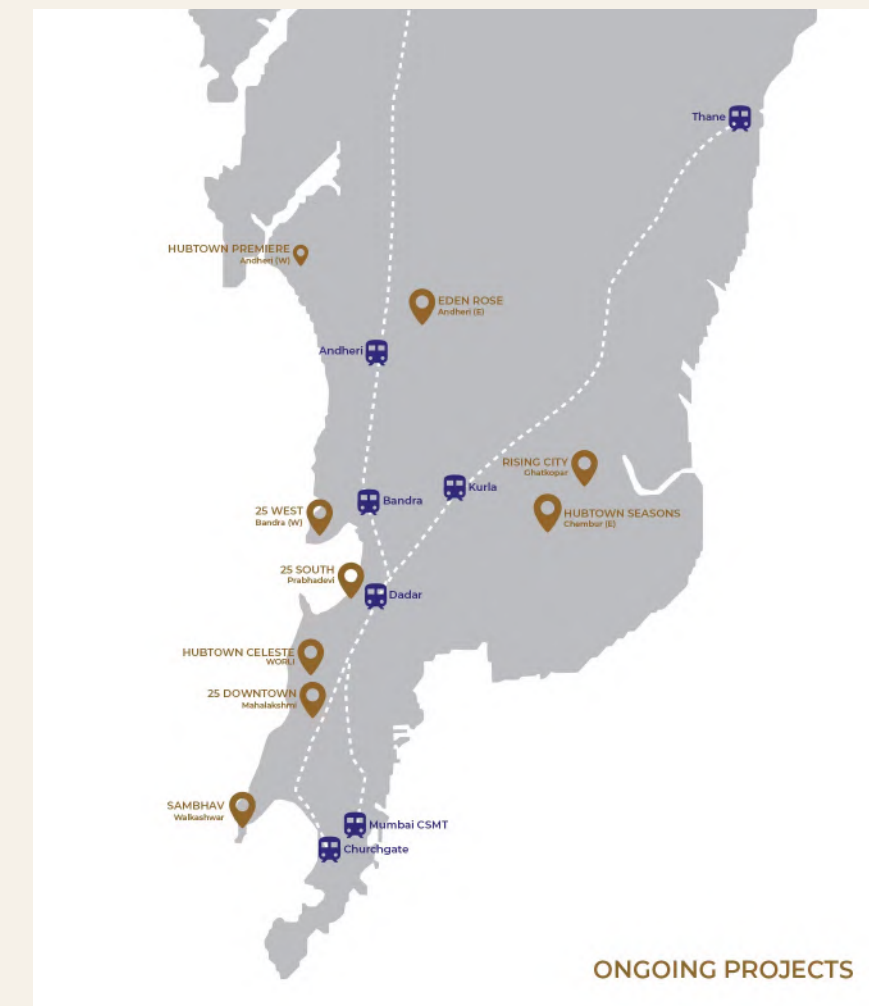 Thane
HUBTOWN PREMIERE
Andheri (W)
EDEN ROSE
Andheri (E)
Andheri
RISING CITY
Ghatkopar
Kurla
Bandra
25 WEST
Bandra (W)
HUBTOWN SEASONS
Chembur (E)
25 SOUTH
Prabhadevi
Dadar
HUBTOWN CELESTE
WORLI
25 DOWNTOWN
Mahalakshmi
SAMBHAV
Walkashwar
Mumbai CSMT
Churchgate
ONGOING PROJECTS